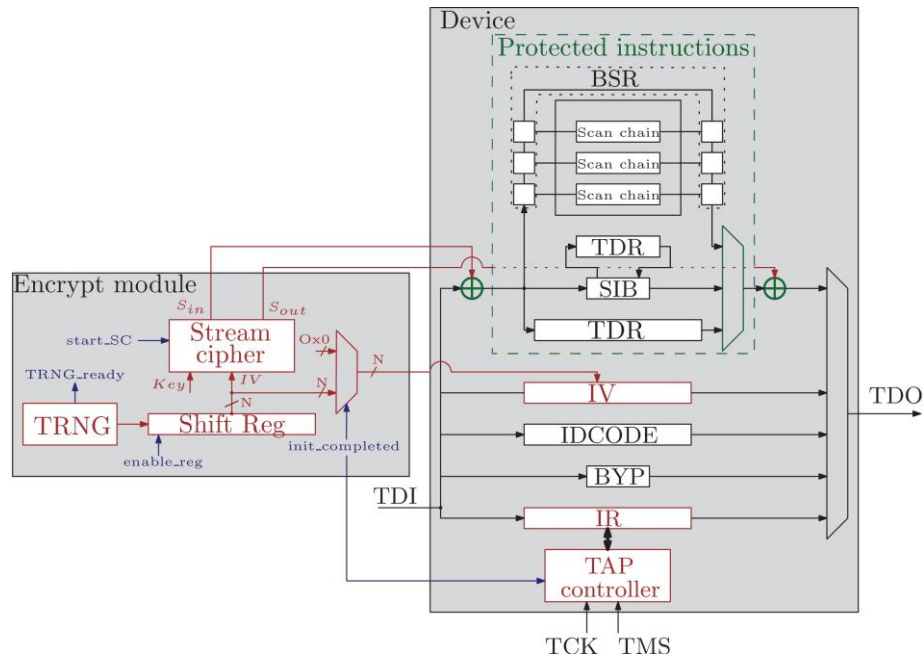 Device
Protected instructions
BSR
Scan chain
Scan chain
Scan chain
TDR
SIB
TDR
Encrypt module
S_in
S_out
Stream
cipher
start_SC
Ox0
N
N
TRNG_ready
Key
IV
N
TRNG
Shift Reg
enable_reg
init_completed
IV
IDCODE
BYP
IR
TDI
TDO
TAP
controller
TCK
TMS